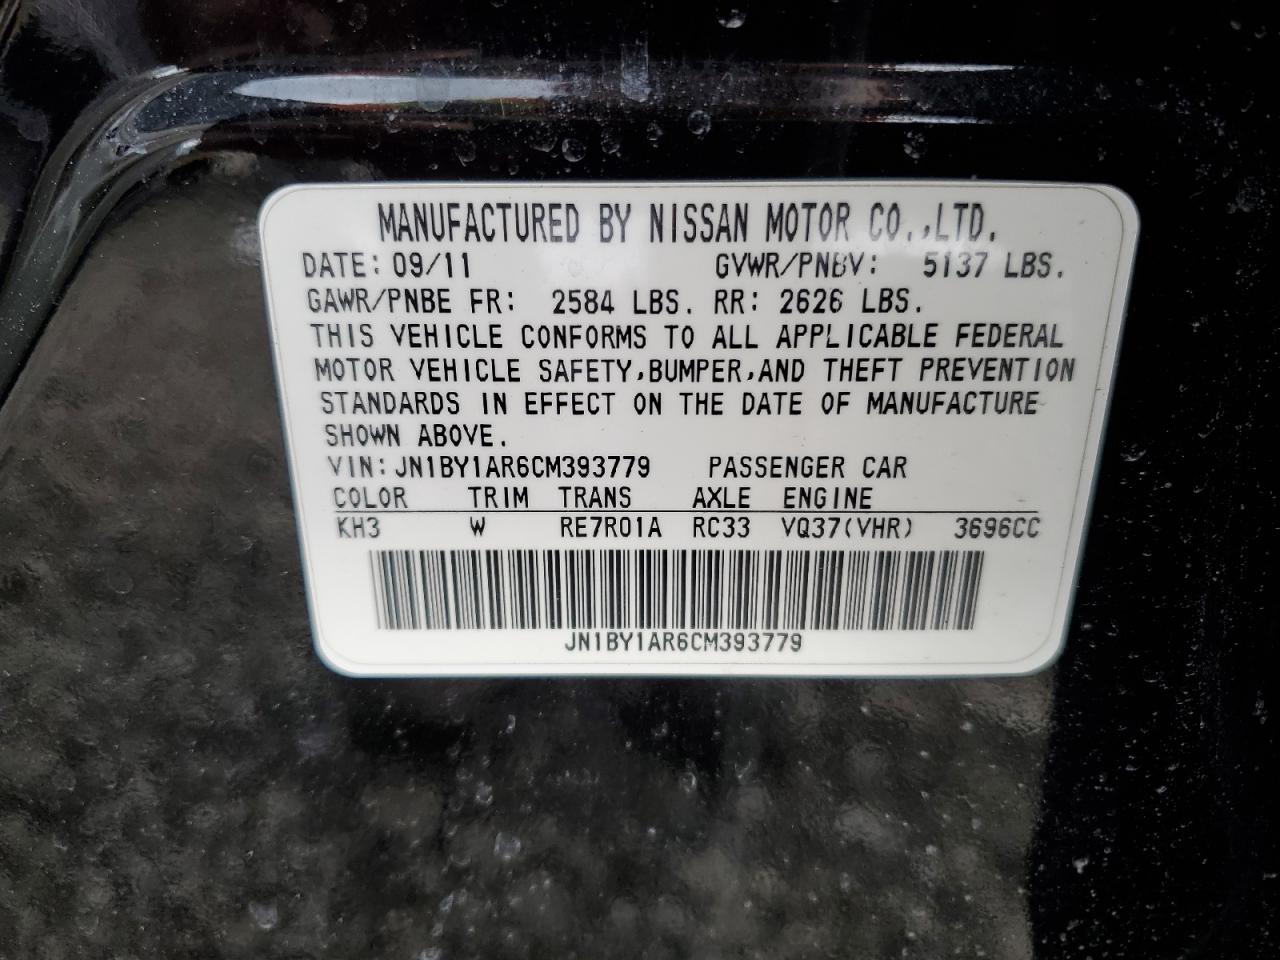 MANUFACTURED BY NISSAN MOTOR CO.,LTD.
DATE: 09/11 GVWR/PNBV: 5137 LBS.
GAWR/PNBE FR: 2584 LBS. RR: 2626 LBS.
THIS VEHICLE CONFORMS TO ALL APPLICABLE FEDERAL
MOTOR VEHICLE SAFETY,BUMPER,AND THEFT PREVENTION
STANDARDS IN EFFECT ON THE DATE OF MANUFACTURE
SHOWN ABOVE.
VIN:JN1BY1AR6CM393779 PASSENGER CAR
COLOR TRIM TRANS AXLE ENGINE
KH3 W RE7R01A RC33 VQ37(VHR) 3696CC
JN1BY1AR6CM393779